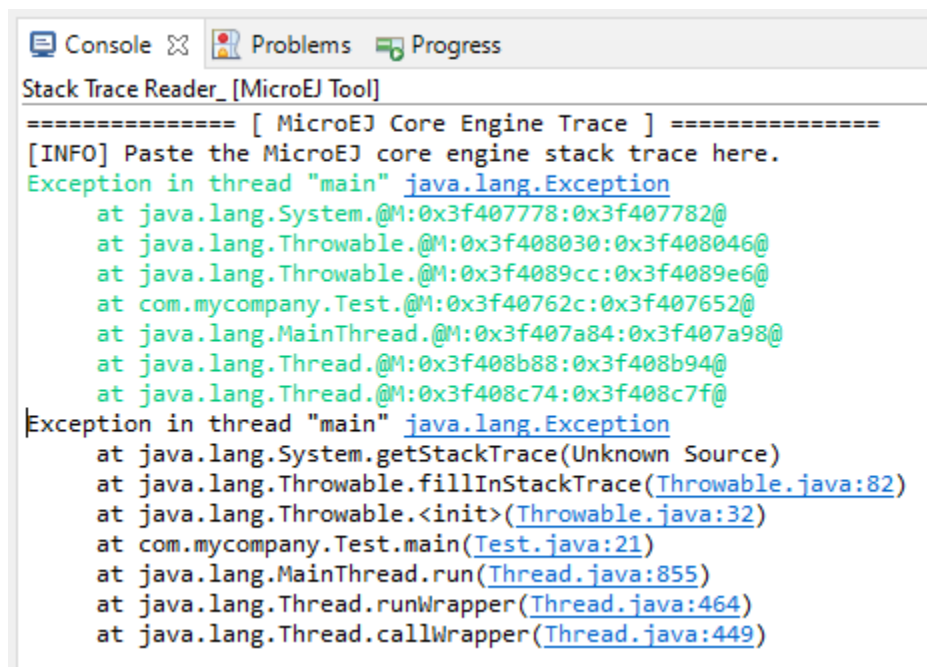 Console Problems Progress
Stack Trace Reader_ [MicroEJ Tool]
=============== [ MicroEJ Core Engine Trace ] ===============
[INFO] Paste the MicroEJ core engine stack trace here.
Exception in thread "main" java.lang.Exception
     at java.lang.System.@M:0x3f407778:0x3f407782@
     at java.lang.Throwable.@M:0x3f408030:0x3f408046@
     at java.lang.Throwable.@M:0x3f4089cc:0x3f4089e6@
     at com.mycompany.Test.@M:0x3f40762c:0x3f407652@
     at java.lang.MainThread.@M:0x3f407a84:0x3f407a98@
     at java.lang.Thread.@M:0x3f408b88:0x3f408b94@
     at java.lang.Thread.@M:0x3f408c74:0x3f408c7f@
Exception in thread "main" java.lang.Exception
     at java.lang.System.getStackTrace(Unknown Source)
     at java.lang.Throwable.fillInStackTrace(Throwable.java:82)
     at java.lang.Throwable.<init>(Throwable.java:32)
     at com.mycompany.Test.main(Test.java:21)
     at java.lang.MainThread.run(Thread.java:855)
     at java.lang.Thread.runWrapper(Thread.java:464)
     at java.lang.Thread.callWrapper(Thread.java:449)